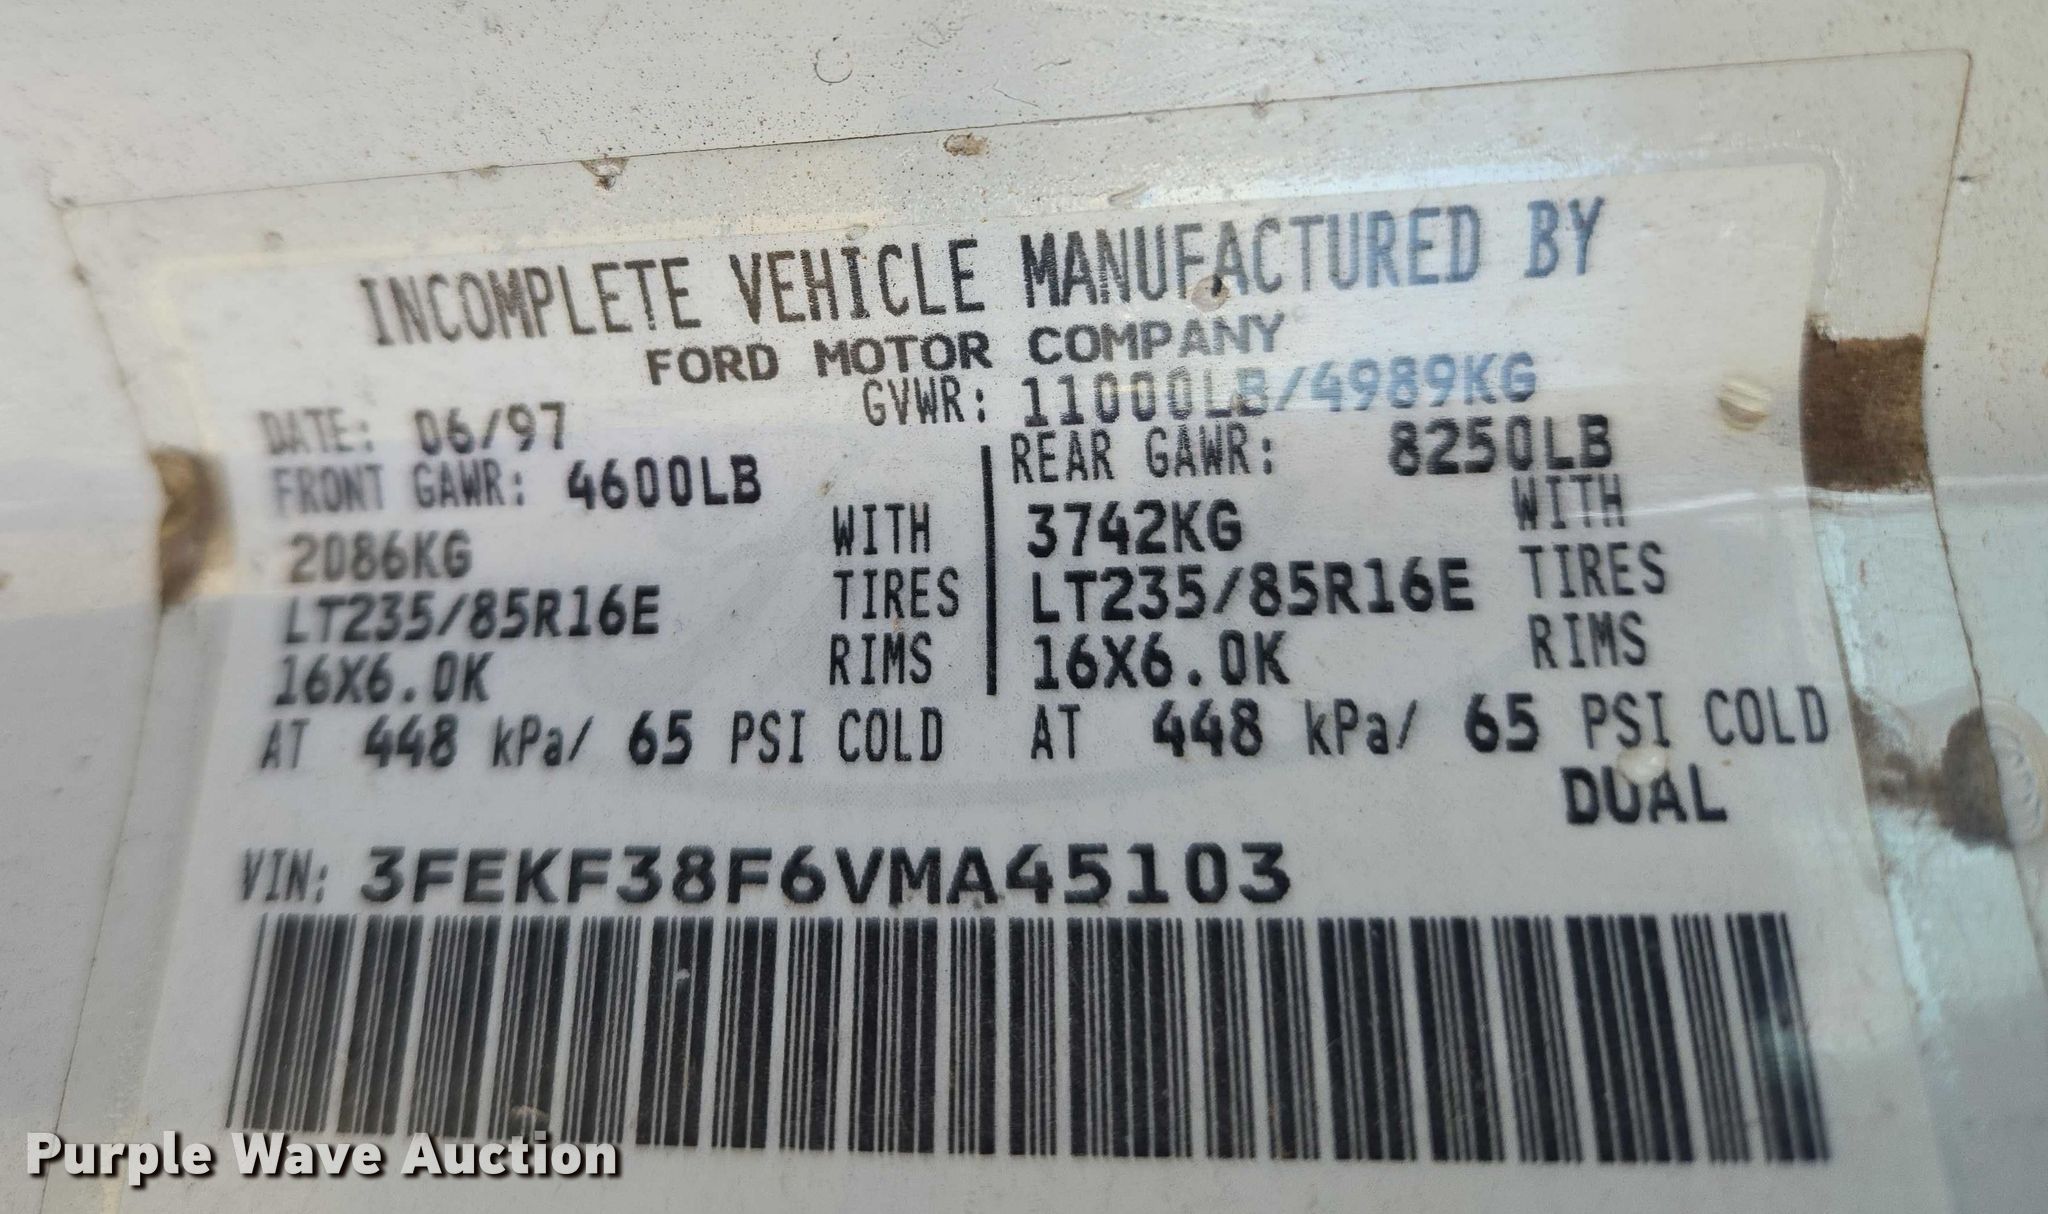 INCOMPLETE VEHICLE MANUFACTURED BY
FORD MOTOR COMPANY
GVWR: 11000LB/4989KG
DATE: 06/97
FRONT GAWR: 4600LB
2086KG WITH
LT235/85R16E TIRES
16X6.0K RIMS
AT 448 kPa/ 65 PSI COLD
REAR GAWR: 8250LB
3742KG WITH
LT235/85R16E TIRES
16X6.0K RIMS
AT 448 kPa/ 65 PSI COLD
DUAL
VIN: 3FEKF38F6VMA45103
Purple Wave Auction